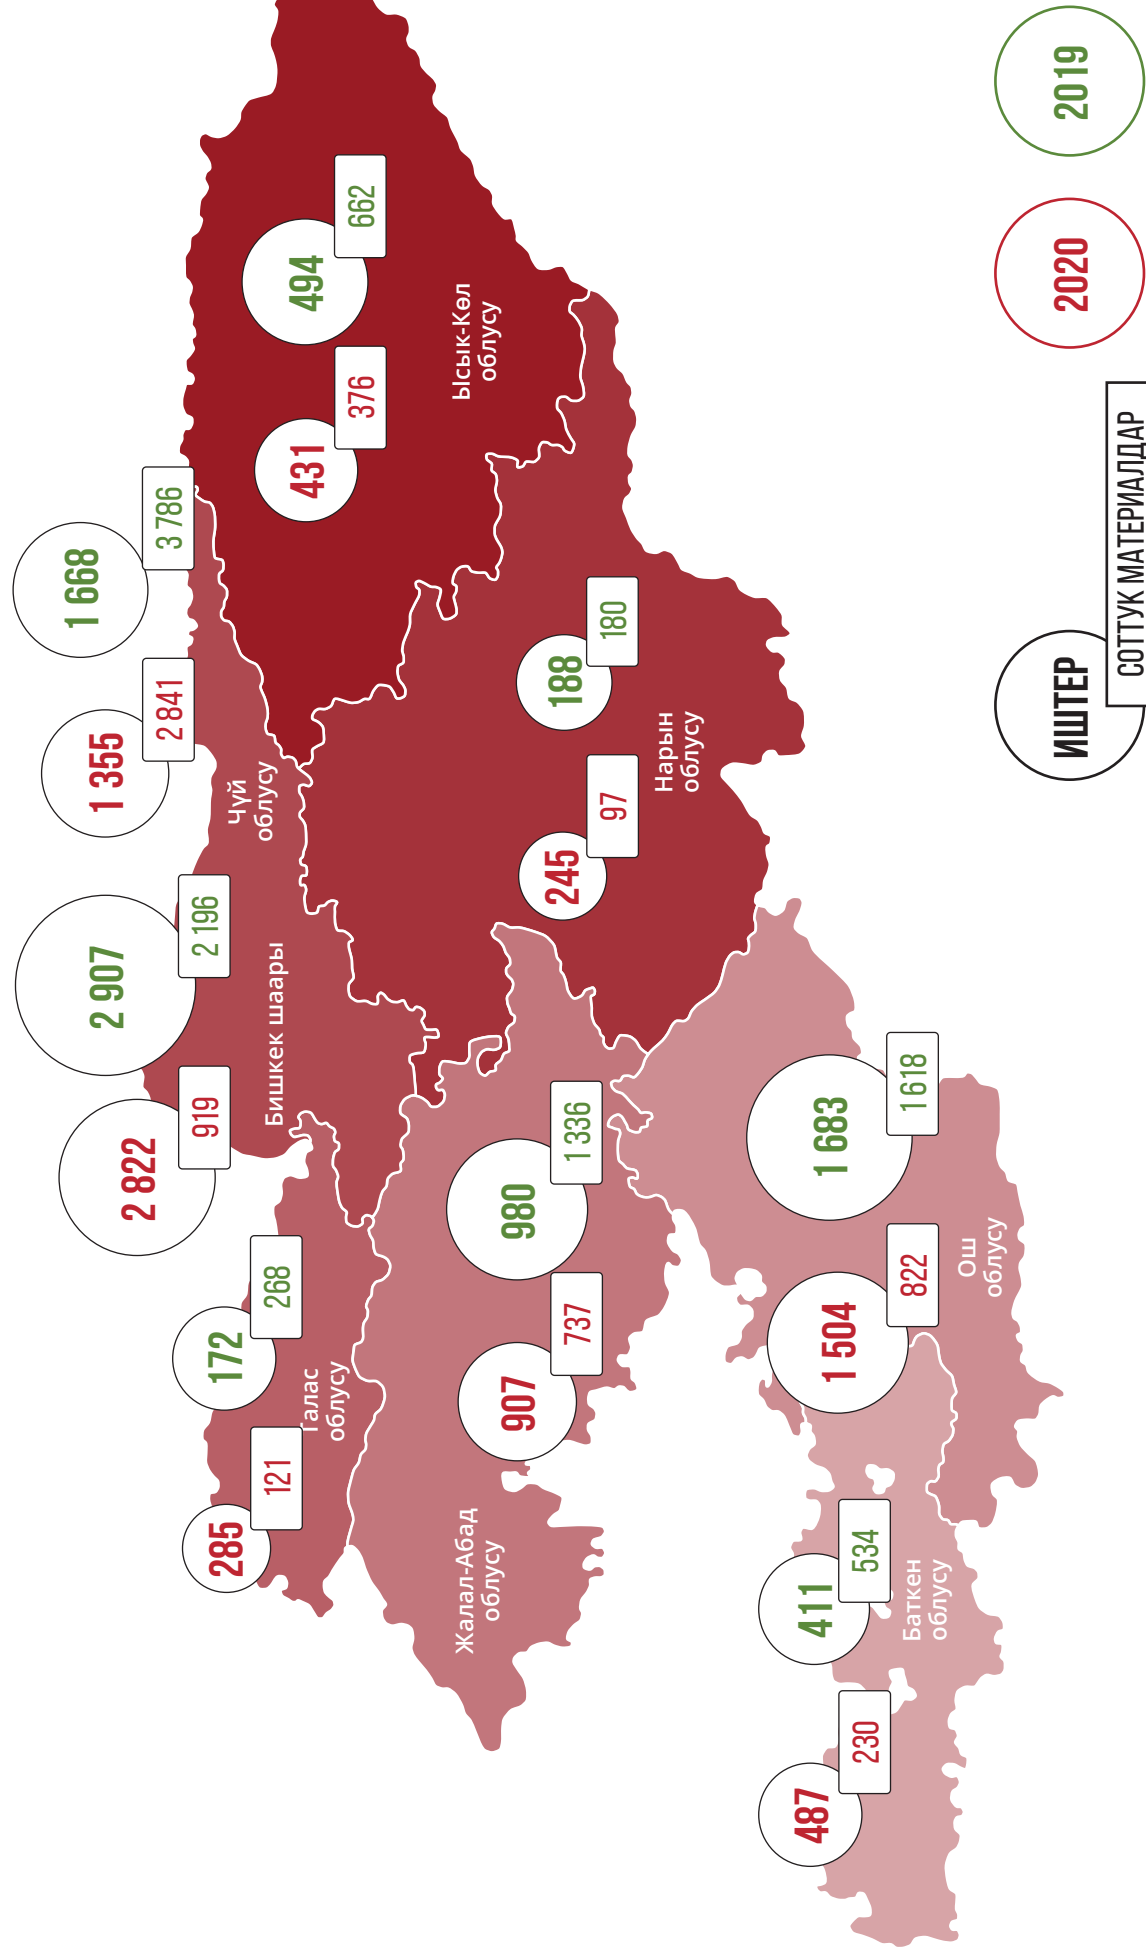 2 822
919
2 907
2 196
Бишкек шаары
1 355
2 841
1 668
3 786
Чүй
облусу
285
121
172
268
Талас
облусу
431
376
494
662
Ысык-Көл
облусу
907
737
980
1 336
Жалал-Абад
облусу
245
97
188
180
Нарын
облусу
487
230
411
534
Баткен
облусу
1 504
822
1 683
1 618
Ош
облусу
ИШТЕР
СОТТУК МАТЕРИАЛДАР
2020
2019